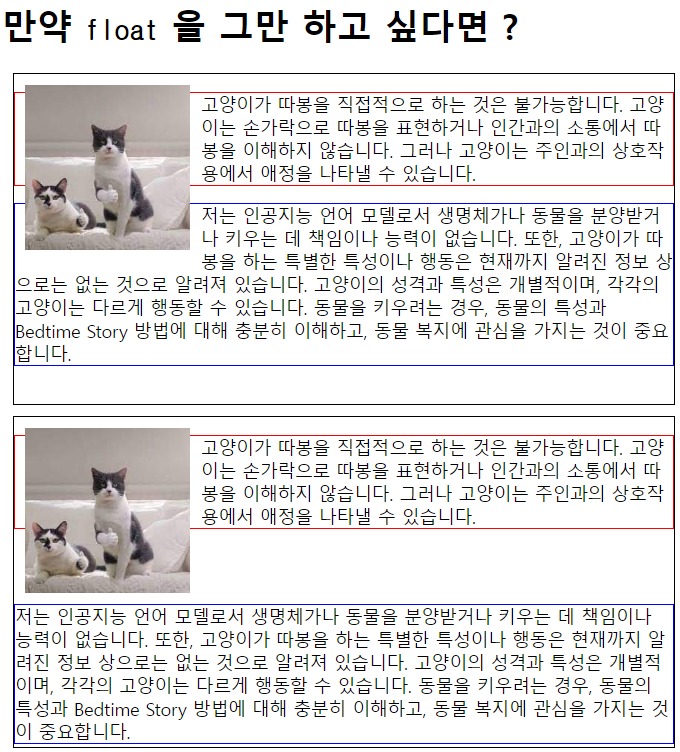 만약 float 을 그만 하고 싶다면 ?
고양이가 따봉을 직접적으로 하는 것은 불가능합니다. 고양
이는 손가락으로 따봉을 표현하거나 인간과의 소통에서 따
봉을 이해하지 않습니다. 그러나 고양이는 주인과의 상호작
용에서 애정을 나타낼 수 있습니다.
저는 인공지능 언어 모델로서 생명체가나 동물을 분양받거
나 키우는 데 책임이나 능력이 없습니다. 또한, 고양이가 따
봉을 하는 특별한 특성이나 행동은 현재까지 알려진 정보 상
으로는 없는 것으로 알려져 있습니다. 고양이의 성격과 특성은 개별적이며, 각각의
고양이는 다르게 행동할 수 있습니다. 동물을 키우려는 경우, 동물의 특성과
Bedtime Story 방법에 대해 충분히 이해하고, 동물 복지에 관심을 가지는 것이 중요
합니다.
고양이가 따봉을 직접적으로 하는 것은 불가능합니다. 고양
이는 손가락으로 따봉을 표현하거나 인간과의 소통에서 따
봉을 이해하지 않습니다. 그러나 고양이는 주인과의 상호작
용에서 애정을 나타낼 수 있습니다.
저는 인공지능 언어 모델로서 생명체가나 동물을 분양받거나 키우는 데 책임이나
능력이 없습니다. 또한, 고양이가 따봉을 하는 특별한 특성이나 행동은 현재까지 알
려진 정보 상으로는 없는 것으로 알려져 있습니다. 고양이의 성격과 특성은 개별적
이며, 각각의 고양이는 다르게 행동할 수 있습니다. 동물을 키우려는 경우, 동물의
특성과 Bedtime Story 방법에 대해 충분히 이해하고, 동물 복지에 관심을 가지는 것
이 중요합니다.